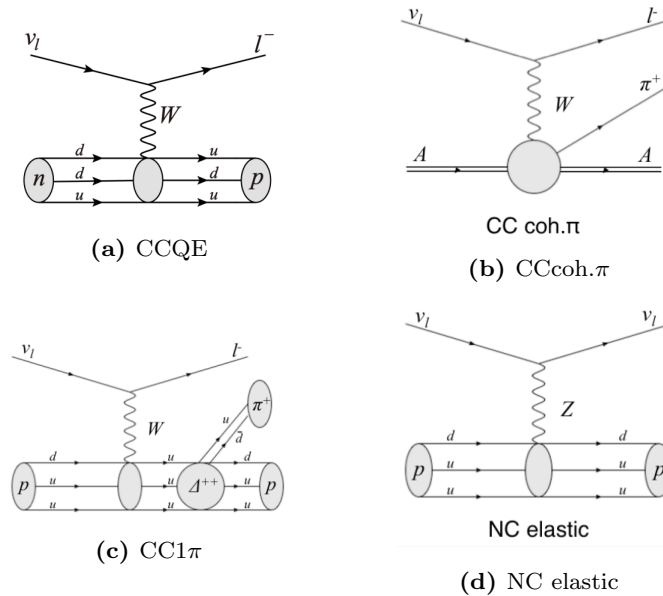 ν_l l⁻
W
d u
n d d p
u u
(a) CCQE
ν_l l⁻
π⁺
W
A A
CC coh.π
(b) CCcoh.π
ν_l l⁻
u π⁺
W d̄
d u d
p u u Δ⁺⁺ u p
u u u
(c) CC1π
ν_l ν_l
Z
d d
p u u p
u u
NC elastic
(d) NC elastic